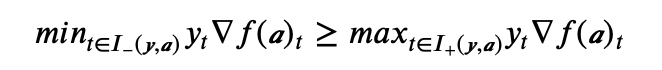 min_{t∈I_−(y,a)} y_t∇f(a)_t ≥ max_{t∈I_+(y,a)} y_t∇f(a)_t